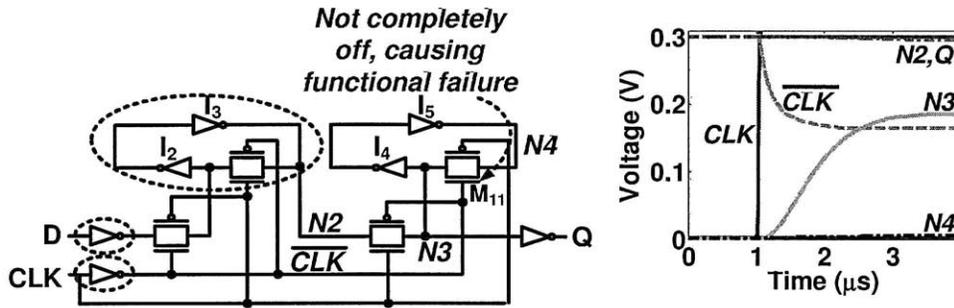 Not completely
off, causing
functional failure
I₃
I₂
I₅
I₄
N4
M₁₁
D
CLK
N2
CLK
N3
Q
Voltage (V)
0.3
0.2
0.1
0
N2,Q
CLK
CLK
N3
N4
0 1 2 3
Time (μs)